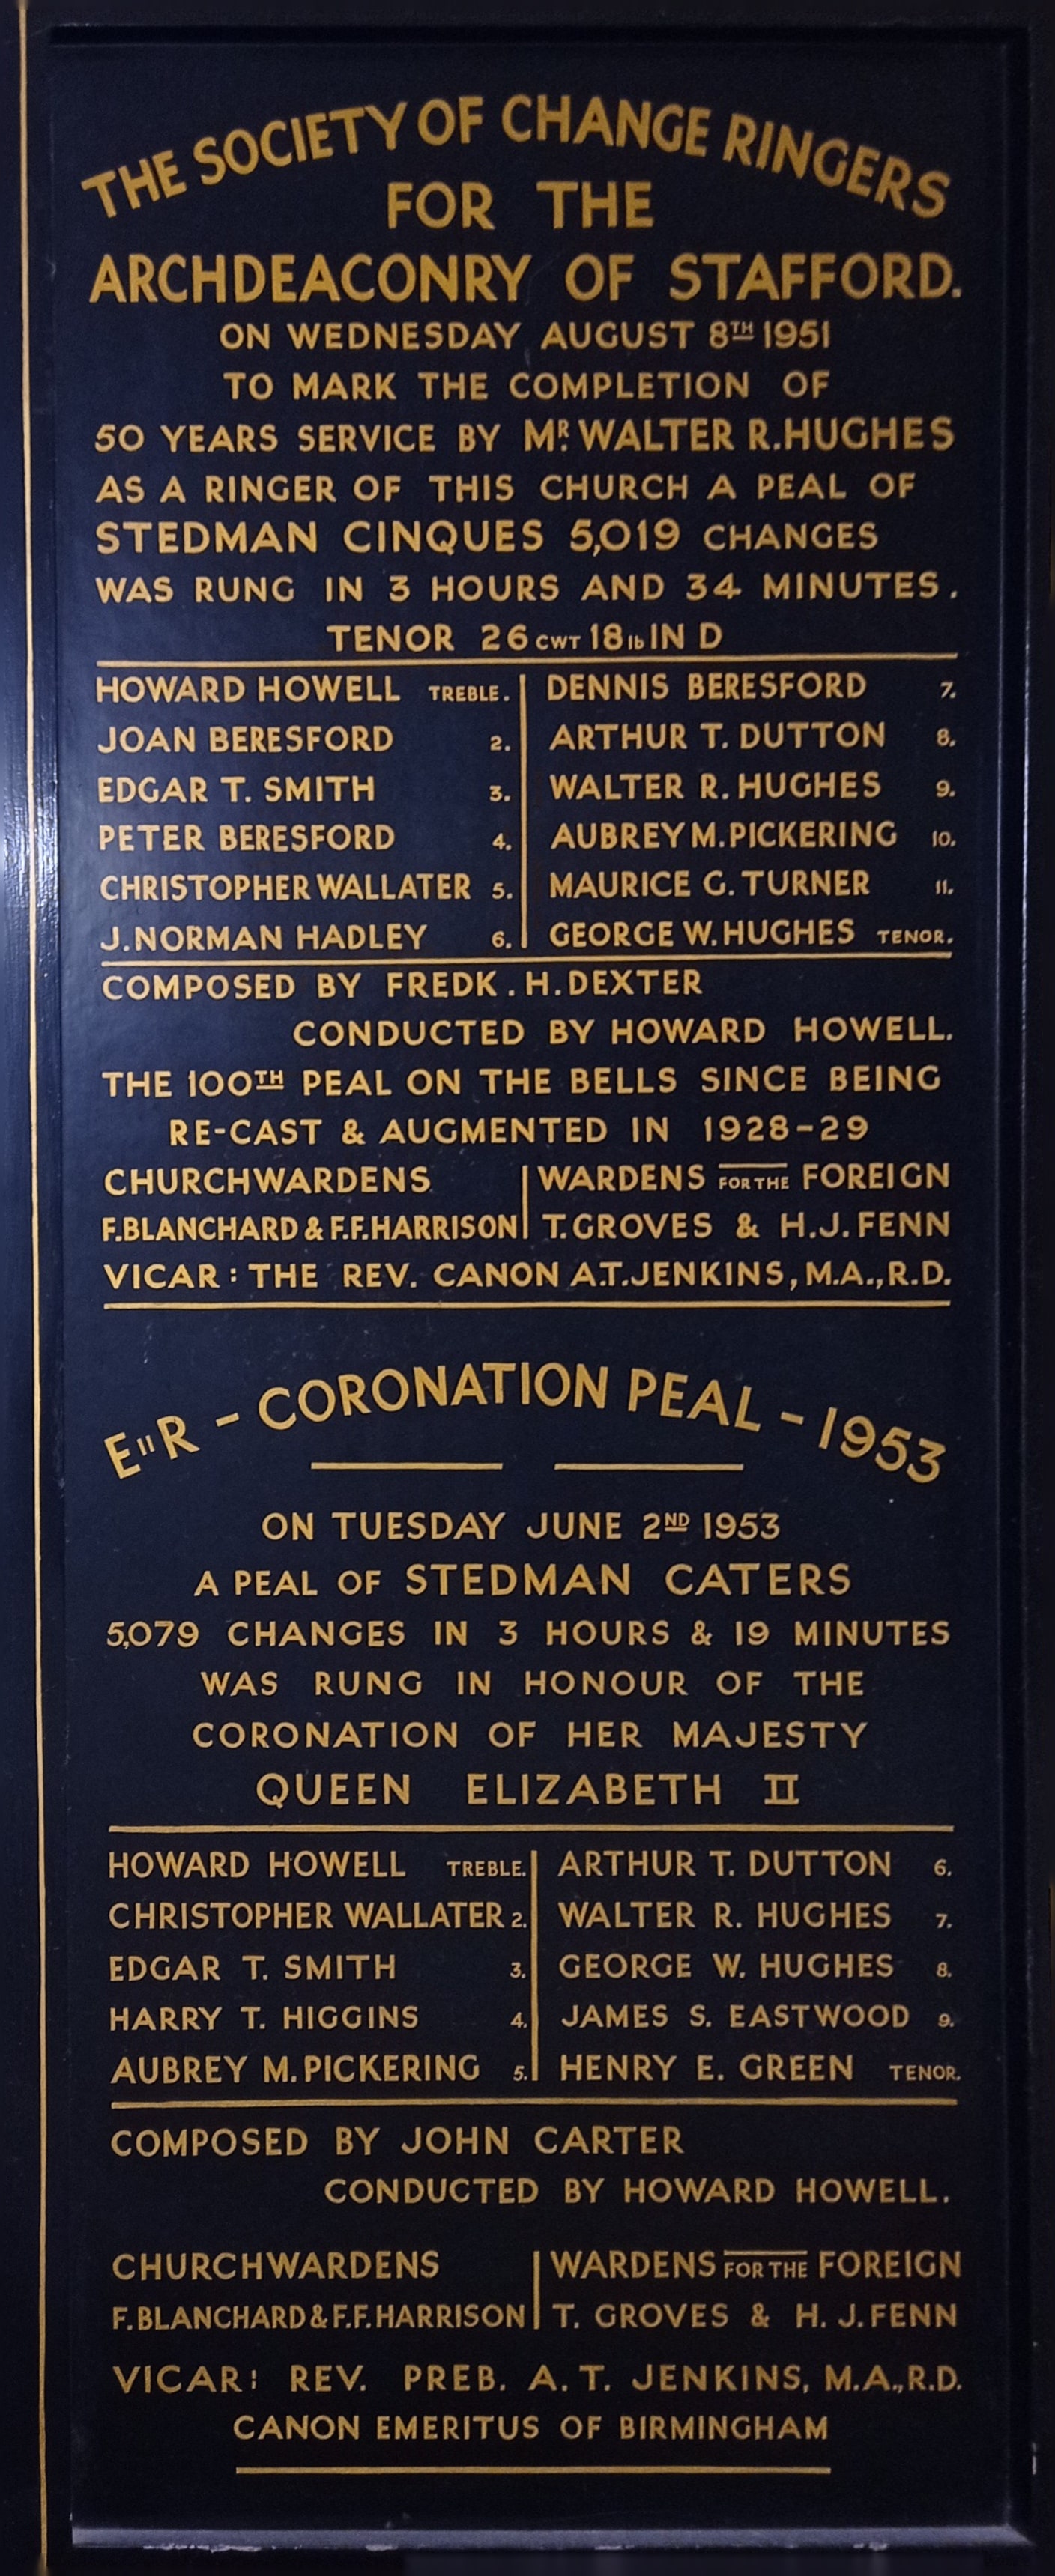 THE SOCIETY OF CHANGE RINGERS
FOR THE
ARCHDEACONRY OF STAFFORD.
ON WEDNESDAY AUGUST 8TH 1951
TO MARK THE COMPLETION OF
50 YEARS SERVICE BY MR. WALTER R. HUGHES
AS A RINGER OF THIS CHURCH A PEAL OF
STEDMAN CINQUES 5,019 CHANGES
WAS RUNG IN 3 HOURS AND 34 MINUTES.
TENOR 26 CWT 18 lb IN D
HOWARD HOWELL TREBLE. DENNIS BERESFORD 7.
JOAN BERESFORD 2. ARTHUR T. DUTTON 8.
EDGAR T. SMITH 3. WALTER R. HUGHES 9.
PETER BERESFORD 4. AUBREY M. PICKERING 10.
CHRISTOPHER WALLATER 5. MAURICE G. TURNER 11.
J. NORMAN HADLEY 6. GEORGE W. HUGHES TENOR.
COMPOSED BY FREDK. H. DEXTER
CONDUCTED BY HOWARD HOWELL.
THE 100TH PEAL ON THE BELLS SINCE BEING
RE-CAST & AUGMENTED IN 1928-29
CHURCHWARDENS WARDENS FOR THE FOREIGN
F. BLANCHARD & F.F. HARRISON T. GROVES & H.J. FENN
VICAR : THE REV. CANON A.T. JENKINS, M.A., R.D.
E II R - CORONATION PEAL - 1953
ON TUESDAY JUNE 2ND 1953
A PEAL OF STEDMAN CATERS
5,079 CHANGES IN 3 HOURS & 19 MINUTES
WAS RUNG IN HONOUR OF THE
CORONATION OF HER MAJESTY
QUEEN ELIZABETH II
HOWARD HOWELL TREBLE. ARTHUR T. DUTTON 6.
CHRISTOPHER WALLATER 2. WALTER R. HUGHES 7.
EDGAR T. SMITH 3. GEORGE W. HUGHES 8.
HARRY T. HIGGINS 4. JAMES S. EASTWOOD 9.
AUBREY M. PICKERING 5. HENRY E. GREEN TENOR.
COMPOSED BY JOHN CARTER
CONDUCTED BY HOWARD HOWELL.
CHURCHWARDENS WARDENS FOR THE FOREIGN
F. BLANCHARD & F.F. HARRISON T. GROVES & H. J. FENN
VICAR: REV. PREB. A. T. JENKINS, M.A., R.D.
CANON EMERITUS OF BIRMINGHAM